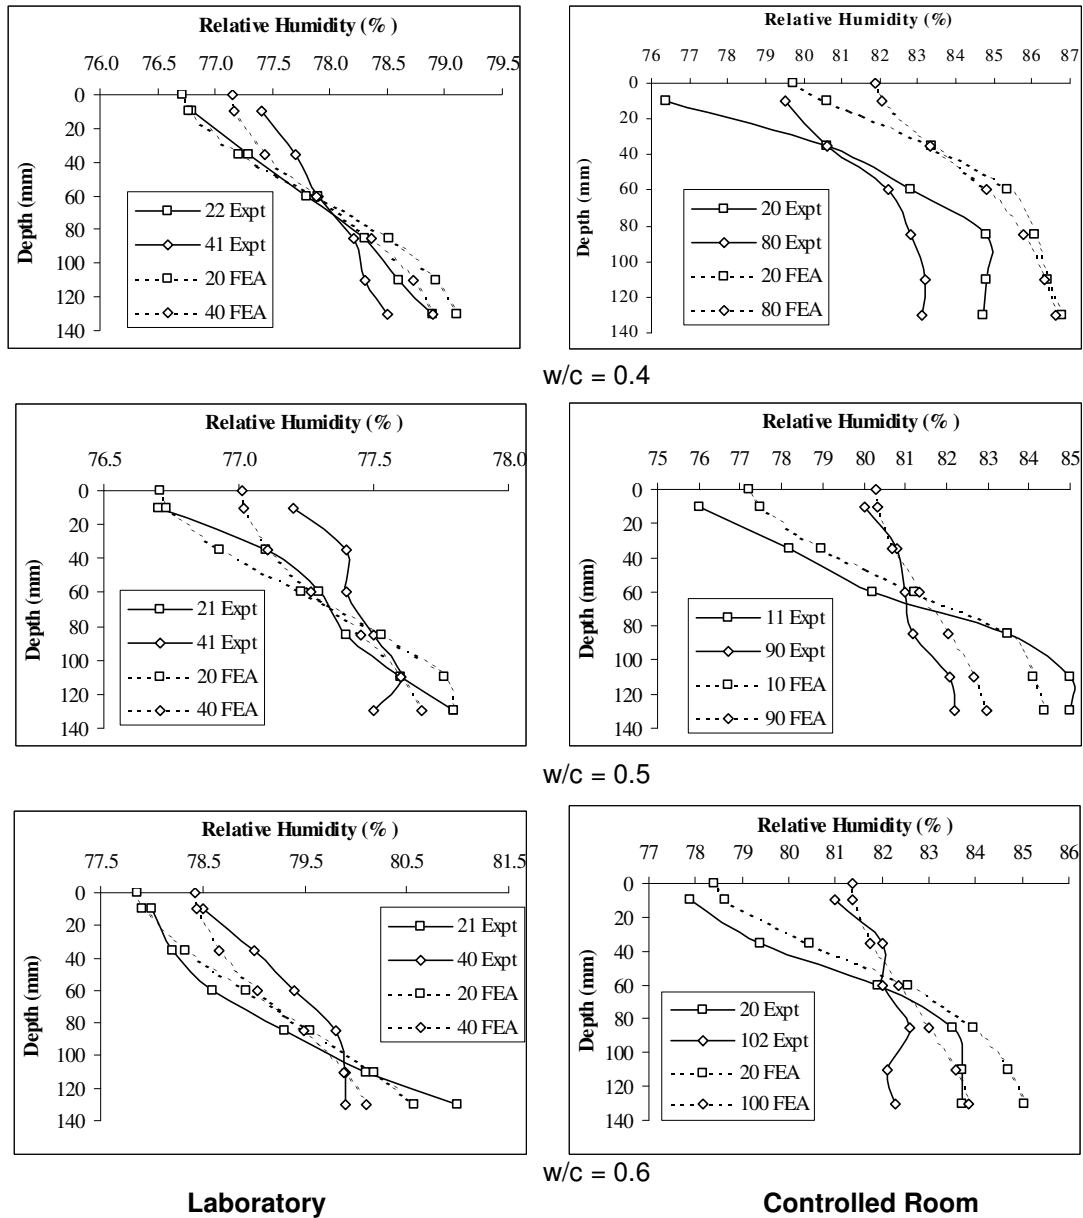 Relative Humidity (% )
76.0 76.5 77.0 77.5 78.0 78.5 79.0 79.5
0
20
40
60
80
100
120
140
Depth (mm)
22 Expt
41 Expt
20 FEA
40 FEA
Relative Humidity (%)
76 77 78 79 80 81 82 83 84 85 86 87
0
20
40
60
80
100
120
140
Depth (mm)
20 Expt
80 Expt
20 FEA
80 FEA
w/c = 0.4
Relative Humidity (% )
76.5 77.0 77.5 78.0
0
20
40
60
80
100
120
140
Depth (mm)
21 Expt
41 Expt
20 FEA
40 FEA
Relative Humidity (% )
75 76 77 78 79 80 81 82 83 84 85
0
20
40
60
80
100
120
140
Depth (mm)
11 Expt
90 Expt
10 FEA
90 FEA
w/c = 0.5
Relative Humidity (% )
77.5 78.5 79.5 80.5 81.5
0
20
40
60
80
100
120
140
Depth (mm)
21 Expt
40 Expt
20 FEA
40 FEA
Relative Humidity (%)
77 78 79 80 81 82 83 84 85 86
0
20
40
60
80
100
120
140
Depth (mm)
20 Expt
102 Expt
20 FEA
100 FEA
w/c = 0.6
Laboratory
Controlled Room